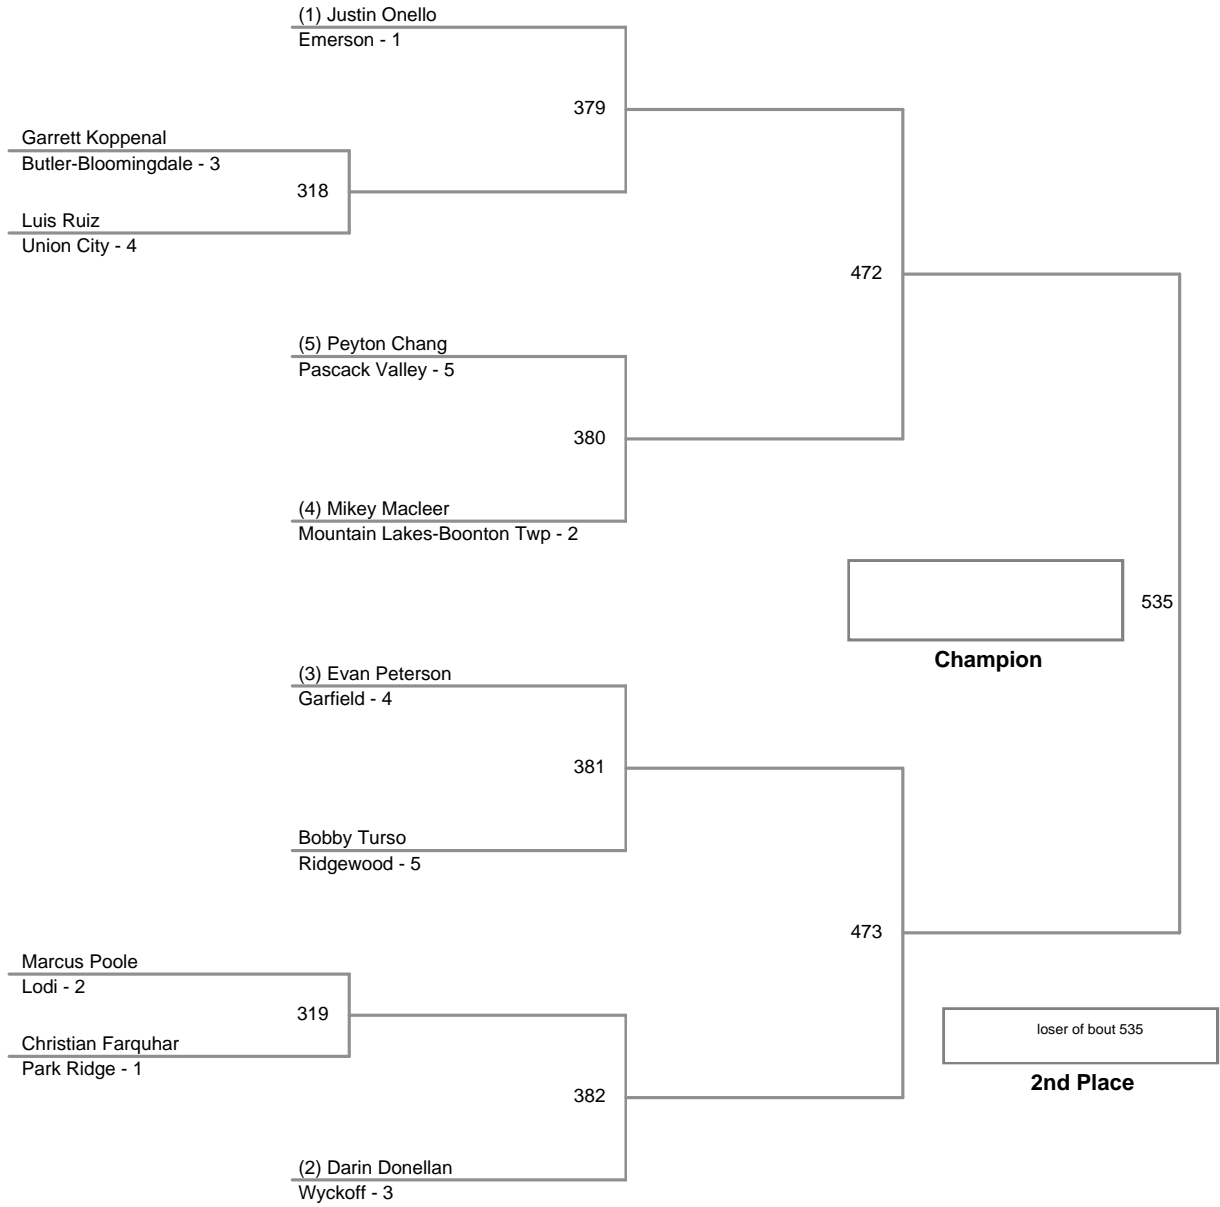 (1) Justin Onello
Emerson - 1
379
Garrett Koppenal
Butler-Bloomingdale - 3
318
Luis Ruiz
Union City - 4
472
(5) Peyton Chang
Pascack Valley - 5
380
(4) Mikey Macleer
Mountain Lakes-Boonton Twp - 2
535
Champion
(3) Evan Peterson
Garfield - 4
381
Bobby Turso
Ridgewood - 5
473
Marcus Poole
Lodi - 2
319
Christian Farquhar
Park Ridge - 1
loser of bout 535
2nd Place
382
(2) Darin Donellan
Wyckoff - 3